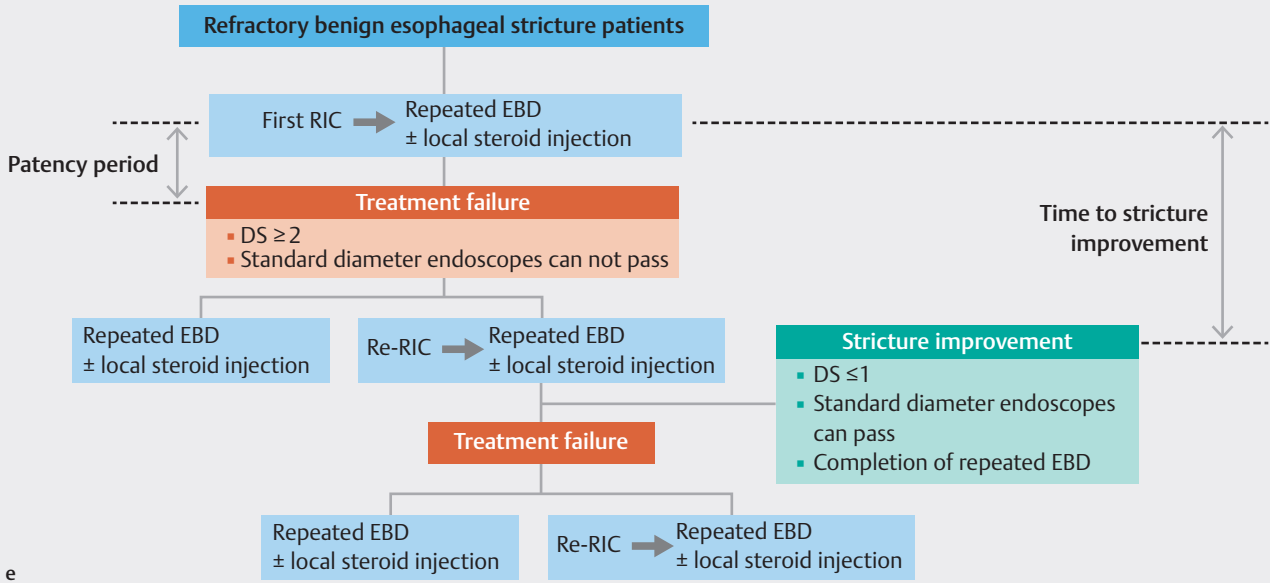 Refractory benign esophageal stricture patients
First RIC
Repeated EBD
± local steroid injection
Patency period
Treatment failure
▪ DS ≥2
▪ Standard diameter endoscopes can not pass
Time to stricture
improvement
Repeated EBD
± local steroid injection
Re-RIC
Repeated EBD
± local steroid injection
Stricture improvement
▪ DS ≤1
▪ Standard diameter endoscopes
can pass
▪ Completion of repeated EBD
Treatment failure
Repeated EBD
± local steroid injection
Re-RIC
Repeated EBD
± local steroid injection
e